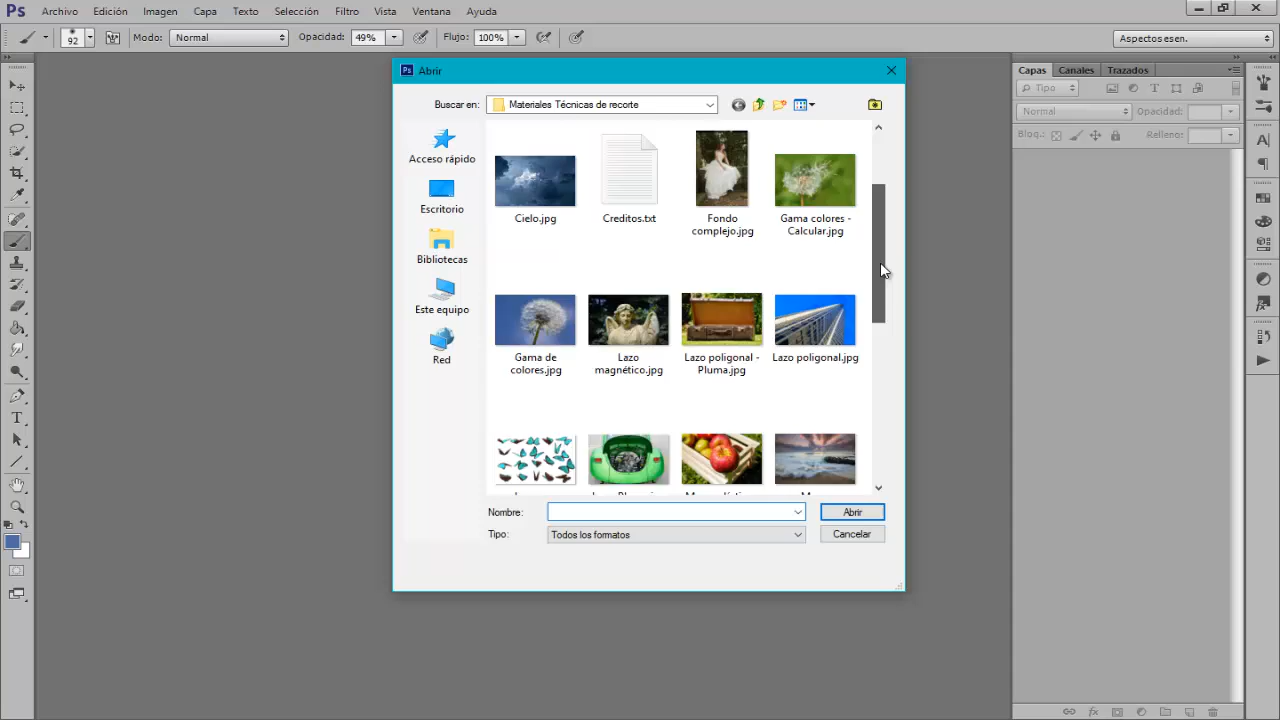 Ps Archivo Edición Imagen Capa Texto Selección Filtro Vista Ventana Ayuda
92 Modo: Normal Opacidad: 49% Flujo: 100% Aspectos esen.
Ps Abrir
Capas Canales Trazados
Buscar en: Materiales Técnicas de recorte
Tipo
Normal Opacidad:
Bloq.: Relleno:
Acceso rápido
Escritorio
Bibliotecas
Este equipo
Red
Cielo.jpg
Creditos.txt
Fondo
complejo.jpg
Gama colores -
Calcular.jpg
Gama de
colores.jpg
Lazo
magnético.jpg
Lazo poligonal -
Pluma.jpg
Lazo poligonal.jpg
Nombre: Abrir
Tipo: Todos los formatos Cancelar